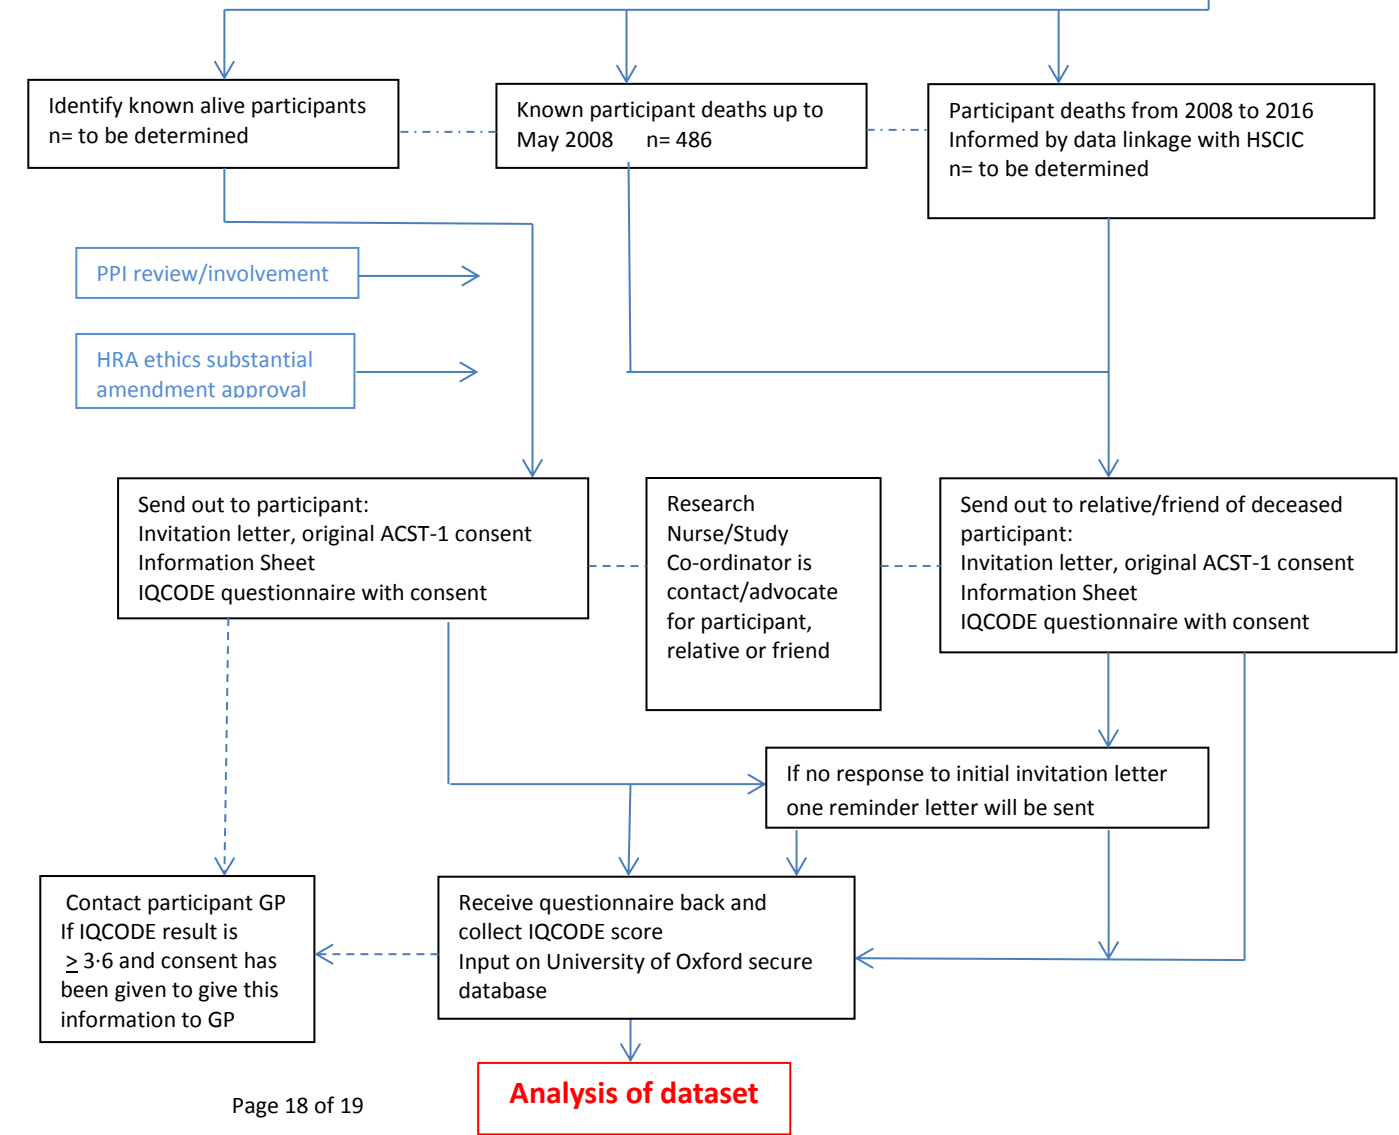 Identify known alive participants
n= to be determined
Known participant deaths up to
May 2008 n= 486
Participant deaths from 2008 to 2016
Informed by data linkage with HSCIC
n= to be determined
PPI review/involvement
HRA ethics substantial
amendment approval
Send out to participant:
Invitation letter, original ACST-1 consent
Information Sheet
IQCODE questionnaire with consent
Research
Nurse/Study
Co-ordinator is
contact/advocate
for participant,
relative or friend
Send out to relative/friend of deceased
participant:
Invitation letter, original ACST-1 consent
Information Sheet
IQCODE questionnaire with consent
If no response to initial invitation letter
one reminder letter will be sent
Contact participant GP
If IQCODE result is
≥ 3·6 and consent has
been given to give this
information to GP
Receive questionnaire back and
collect IQCODE score
Input on University of Oxford secure
database
Analysis of dataset
Page 18 of 19